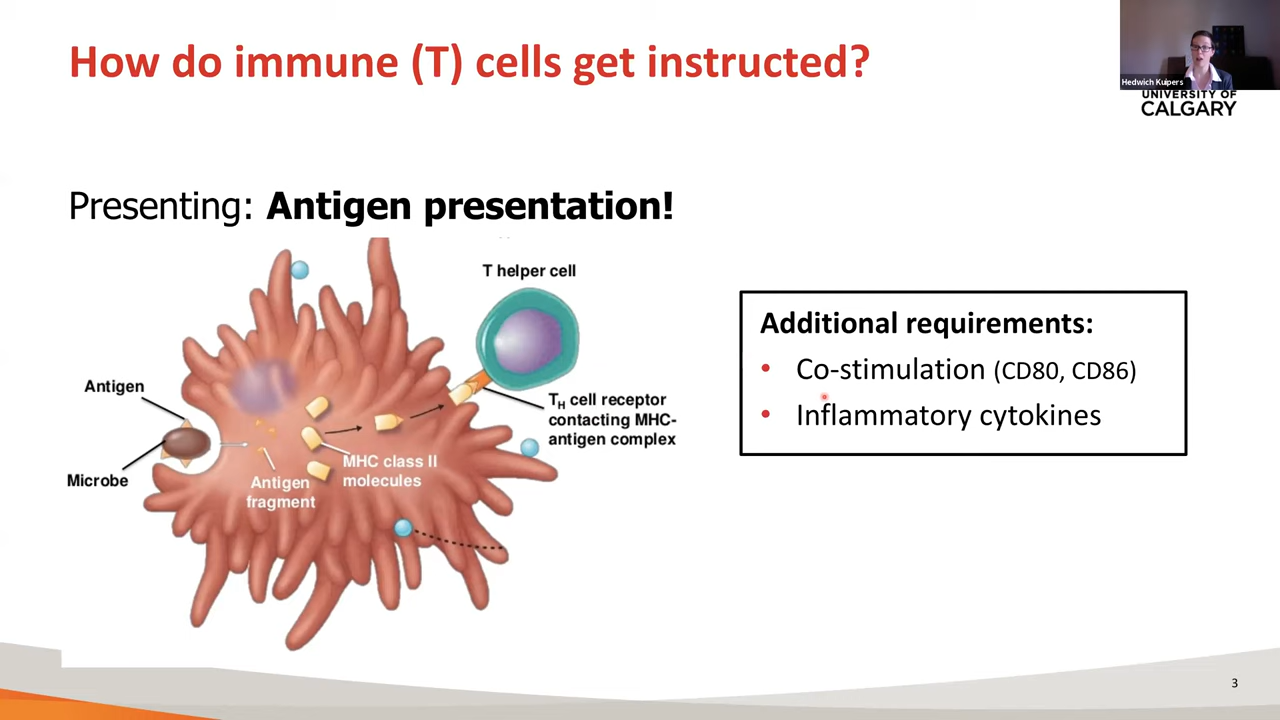 How do immune (T) cells get instructed?
Hedwich Kuipers
UNIVERSITY OF
CALGARY
Presenting: Antigen presentation!
T helper cell
Antigen
Microbe
Antigen
fragment
MHC class II
molecules
TH cell receptor
contacting MHC-
antigen complex
Additional requirements:
• Co-stimulation (CD80, CD86)
• Inflammatory cytokines
3